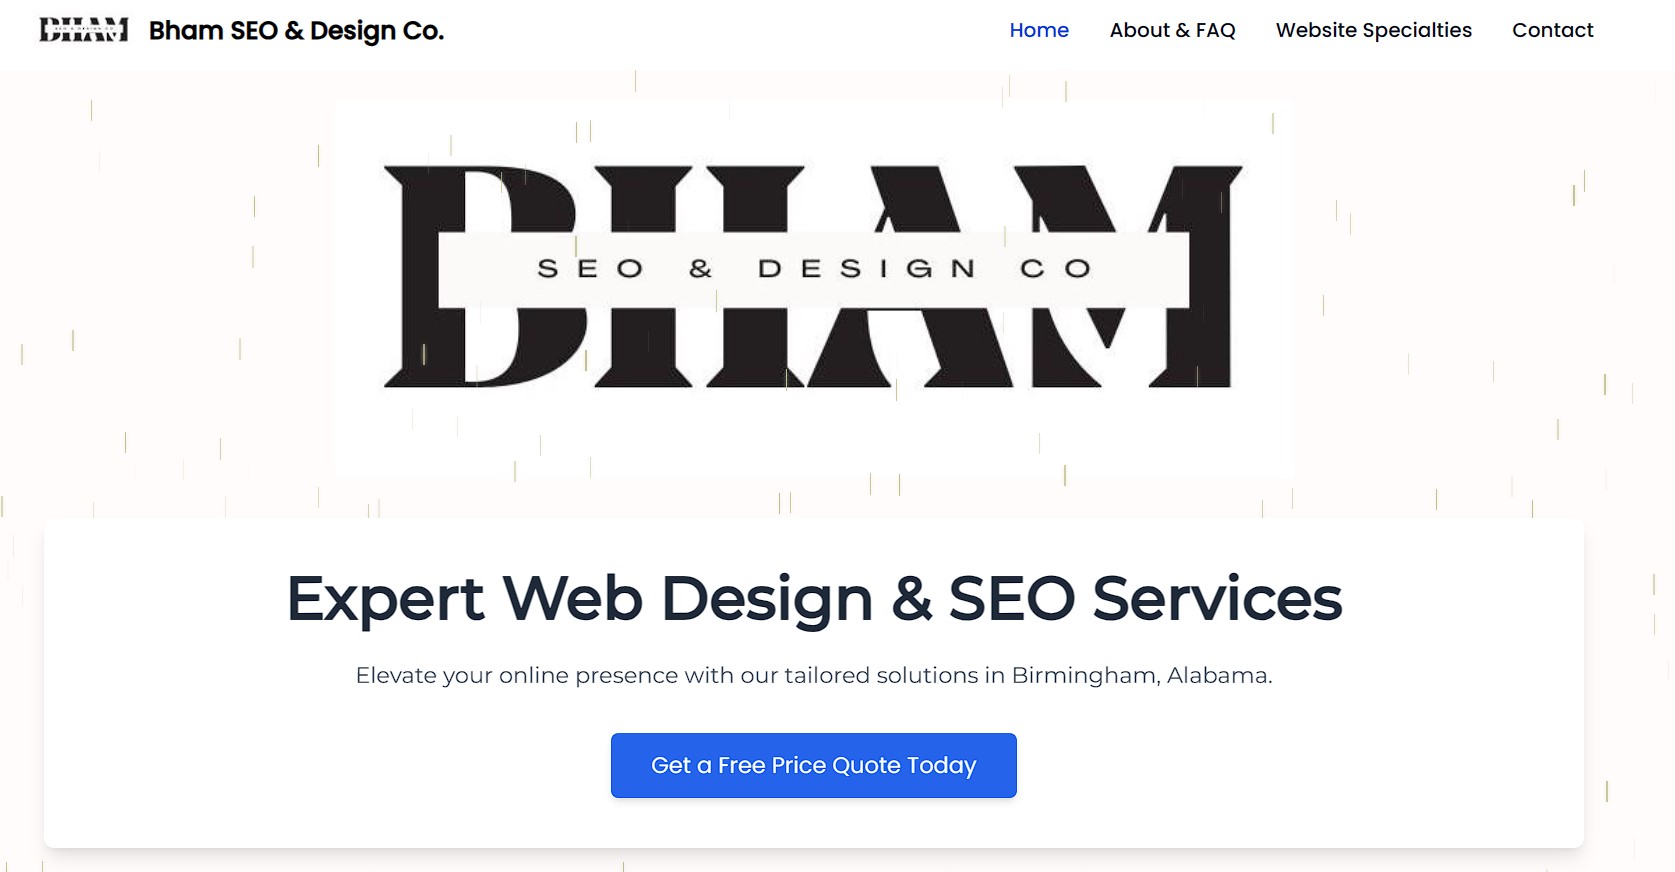 BHAM Bham SEO & Design Co. Home About & FAQ Website Specialties Contact
BHAM
SEO & DESIGN CO
Expert Web Design & SEO Services
Elevate your online presence with our tailored solutions in Birmingham, Alabama.
Get a Free Price Quote Today